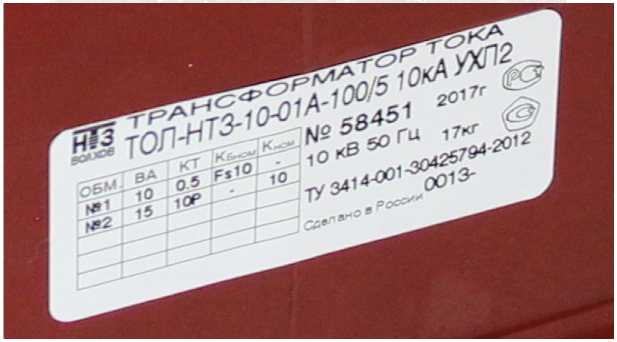 НТЗ
ВОЛХОВ
ТРАНСФОРМАТОР ТОКА
ТОЛ-НТЗ-10-01А-100/5 10кА УХЛ2
ОБМ. ВА КТ Кбном Кном
№1 10 0.5 Fs10 -
№2 15 10Р - 10
№ 58451 2017г
10 кВ 50 Гц 17кг
ТУ 3414-001-30425794-2012
Сделано в России 0013-
РСТ
С